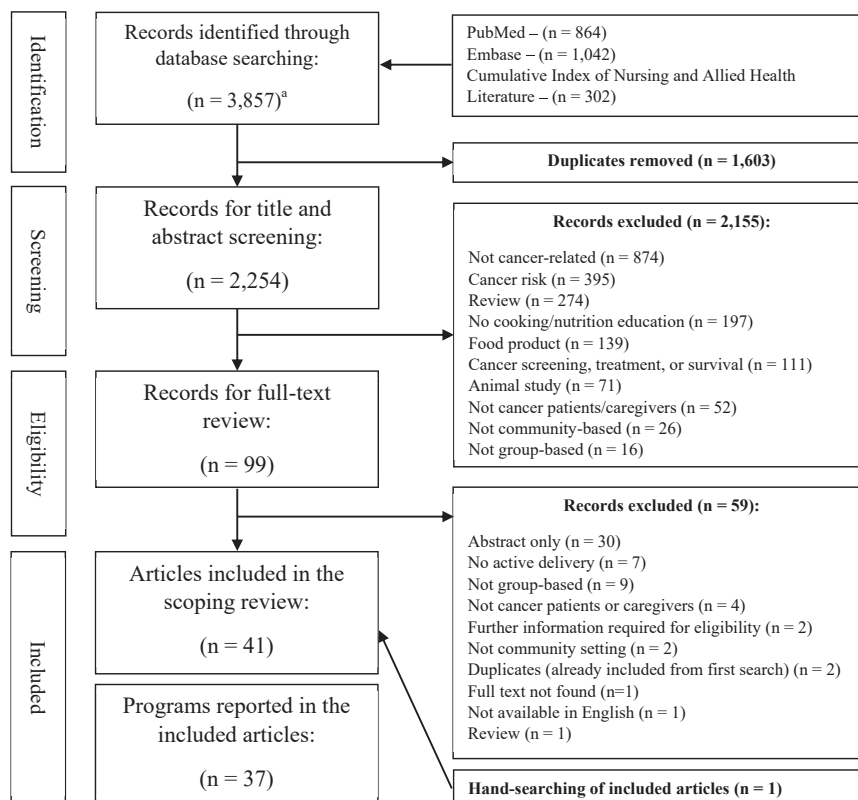 Identification
Records identified through
database searching:
(n = 3,857)a
PubMed – (n = 864)
Embase – (n = 1,042)
Cumulative Index of Nursing and Allied Health
Literature – (n = 302)
Duplicates removed (n = 1,603)
Screening
Records for title and
abstract screening:
(n = 2,254)
Records excluded (n = 2,155):
Not cancer-related (n = 874)
Cancer risk (n = 395)
Review (n = 274)
No cooking/nutrition education (n = 197)
Food product (n = 139)
Cancer screening, treatment, or survival (n = 111)
Animal study (n = 71)
Not cancer patients/caregivers (n = 52)
Not community-based (n = 26)
Not group-based (n = 16)
Eligibility
Records for full-text
review:
(n = 99)
Records excluded (n = 59):
Abstract only (n = 30)
No active delivery (n = 7)
Not group-based (n = 9)
Not cancer patients or caregivers (n = 4)
Further information required for eligibility (n = 2)
Not community setting (n = 2)
Duplicates (already included from first search) (n = 2)
Full text not found (n=1)
Not available in English (n = 1)
Review (n = 1)
Included
Articles included in the
scoping review:
(n = 41)
Programs reported in the
included articles:
(n = 37)
Hand-searching of included articles (n = 1)